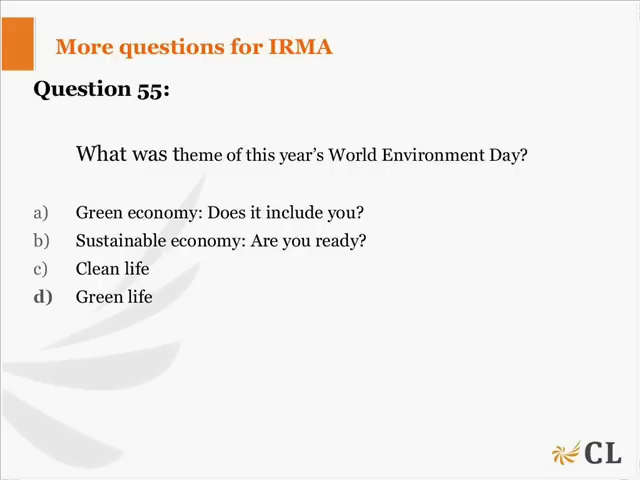 More questions for IRMA
Question 55:
What was theme of this year's World Environment Day?
a) Green economy: Does it include you?
b) Sustainable economy: Are you ready?
c) Clean life
d) Green life
CL